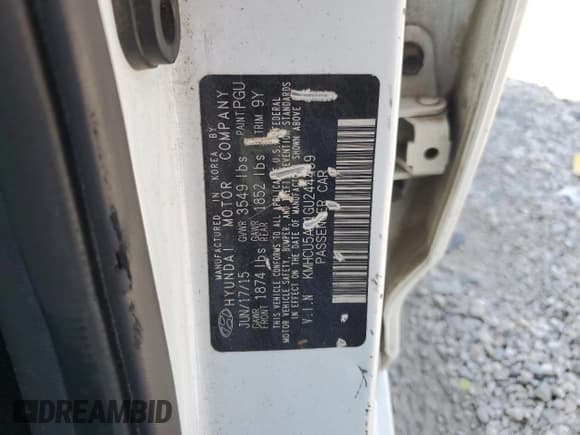 MANUFACTURED IN KOREA BY
HYUNDAI MOTOR COMPANY
JUN/17/15 GVWR 3549 lbs PAINT PGU
GAWR FRONT 1874 lbs GAWR REAR 1852 lbs TRIM 9Y
THIS VEHICLE CONFORMS TO ALL APPLICABLE U.S. FEDERAL
MOTOR VEHICLE SAFETY, BUMPER, AND THEFT PREVENTION STANDARDS
IN EFFECT ON THE DATE OF MANUFACTURE SHOWN ABOVE
V.I.N
PASSENGER CAR
DREAMBID